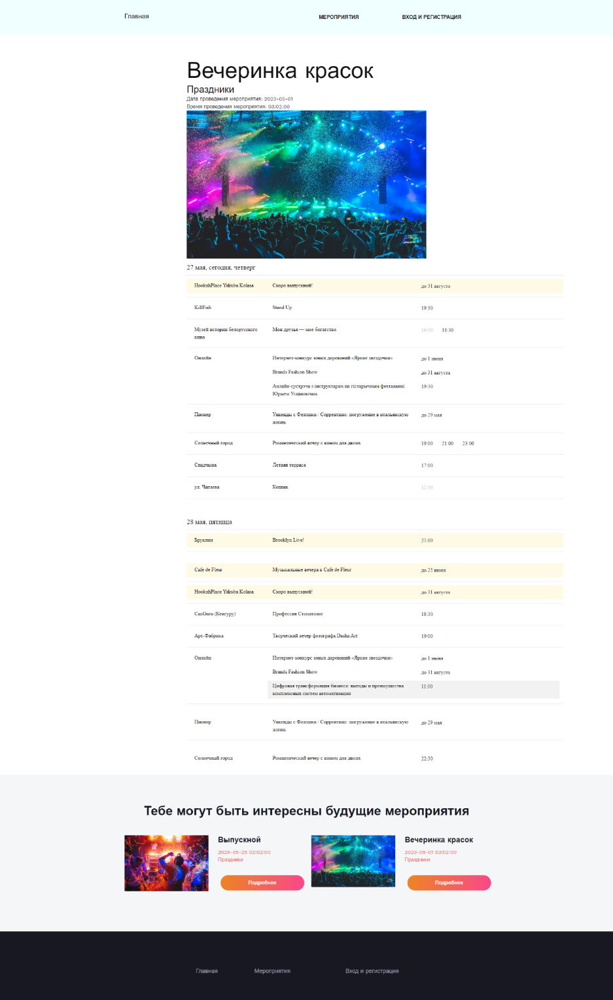 Главная
МЕРОПРИЯТИЯ
ВХОД И РЕГИСТРАЦИЯ
Вечеринка красок
Праздники
Дата проведения мероприятия: 2023-05-01
Время проведения мероприятия: 03:02:00
27 мая, сегодня, четверг
HookahPlace Yakuba Kolasa Скоро выпускной! до 31 августа
KillFish Stand Up 19:30
Музей истории белорусского Мои друзья — мое богатство 16:00 18:30
кино
Онлайн Интернет-конкурс юных дарований «Яркие звездочки» до 1 июня
Brands Fashion Show до 31 августа
Анлайн-сустрэча з інструктарам па гістарычным фехтаванні 19:30
Юрыем Усціновічам
Пионер Уикенды с Феллини / Соррентино: погружение в итальянскую до 29 мая
жизнь
Солнечный город Романтический вечер с вином для двоих 19:00 21:00 23:00
Спадчына Летняя терраса 17:00
ул. Чапаева Кошык 12:00
28 мая, пятница
Бруклин Brooklyn Live! 21:00
Cafe de Fleur Музыкальные вечера в Cafe de Fleur до 25 июня
HookahPlace Yakuba Kolasa Скоро выпускной! до 31 августа
CanGuru (Кенгуру) Профессия Стоматолог 18:30
Арт-Фабрика Творческий вечер фотографа Dasha.Art 19:00
Онлайн Интернет-конкурс юных дарований «Яркие звездочки» до 1 июня
Brands Fashion Show до 31 августа
Цифровая трансформация бизнеса: выгоды и преимущества 11:00
комплексных систем автоматизации
Пионер Уикенды с Феллини / Соррентино: погружение в итальянскую до 29 мая
жизнь
Солнечный город Романтический вечер с вином для двоих 22:30
Тебе могут быть интересны будущие мероприятия
Выпускной
2028-05-25 02:02:00
Праздники
Подробнее
Вечеринка красок
2023-05-01 03:02:00
Праздники
Подробнее
Главная
Мероприятия
Вход и регистрация